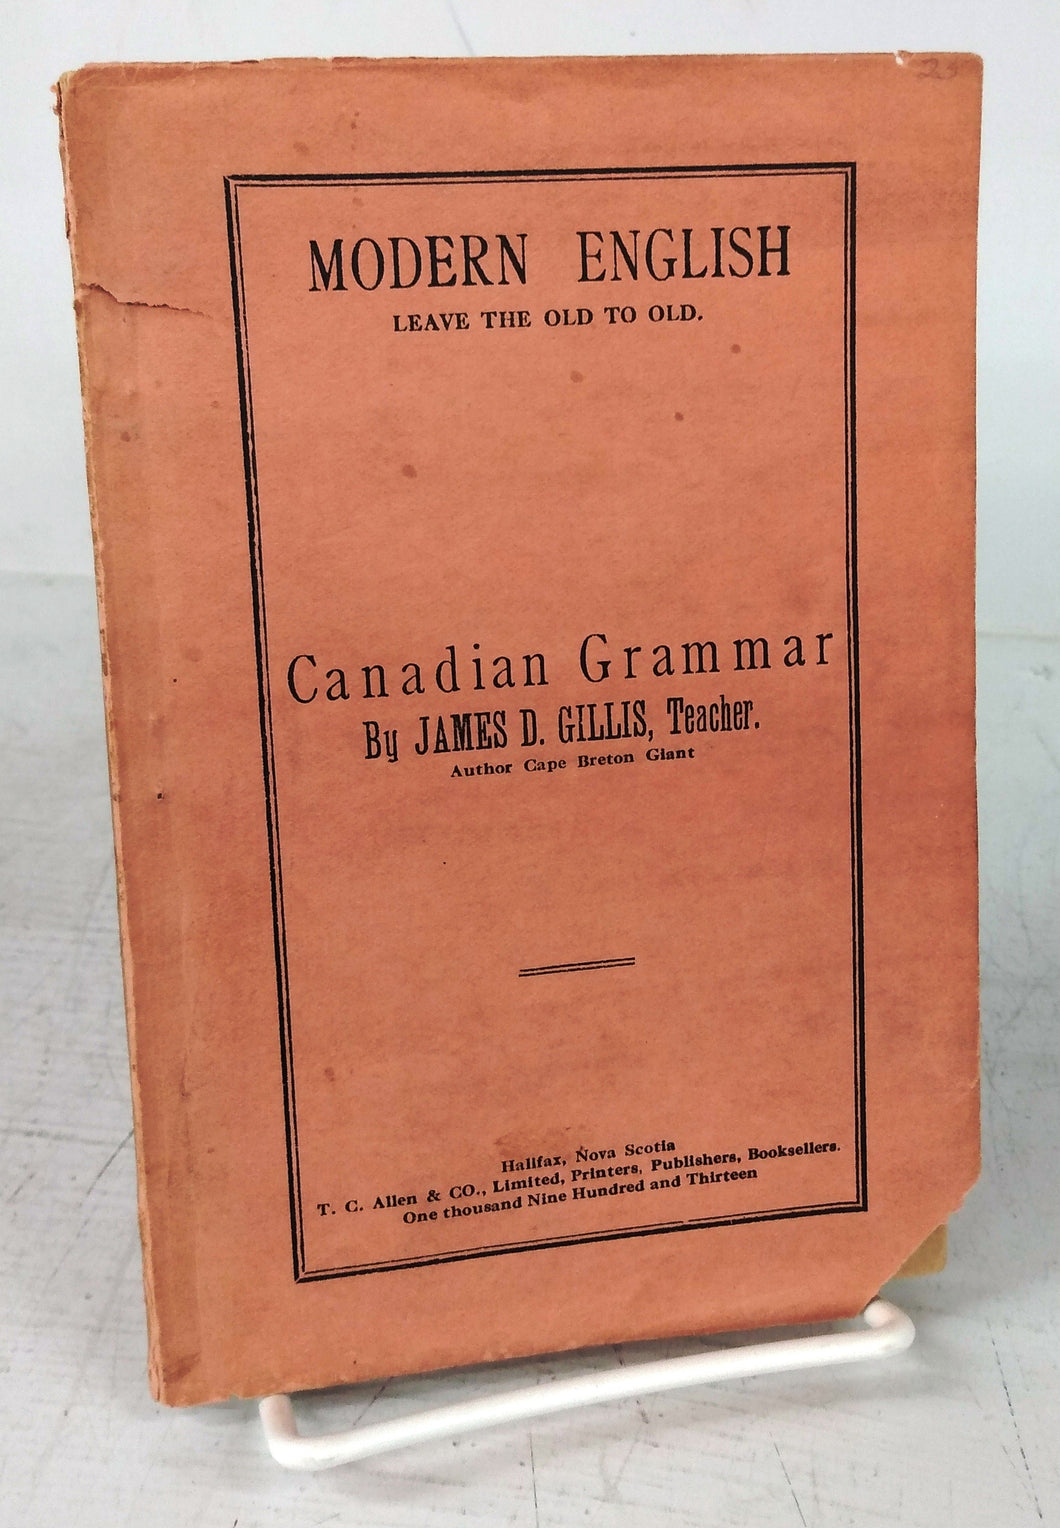 MODERN ENGLISH
LEAVE THE OLD TO OLD.
Canadian Grammar
By JAMES D. GILLIS, Teacher.
Author Cape Breton Giant
Halifax, Nova Scotia
T. C. Allen & CO., Limited, Printers, Publishers, Booksellers.
One thousand Nine Hundred and Thirteen